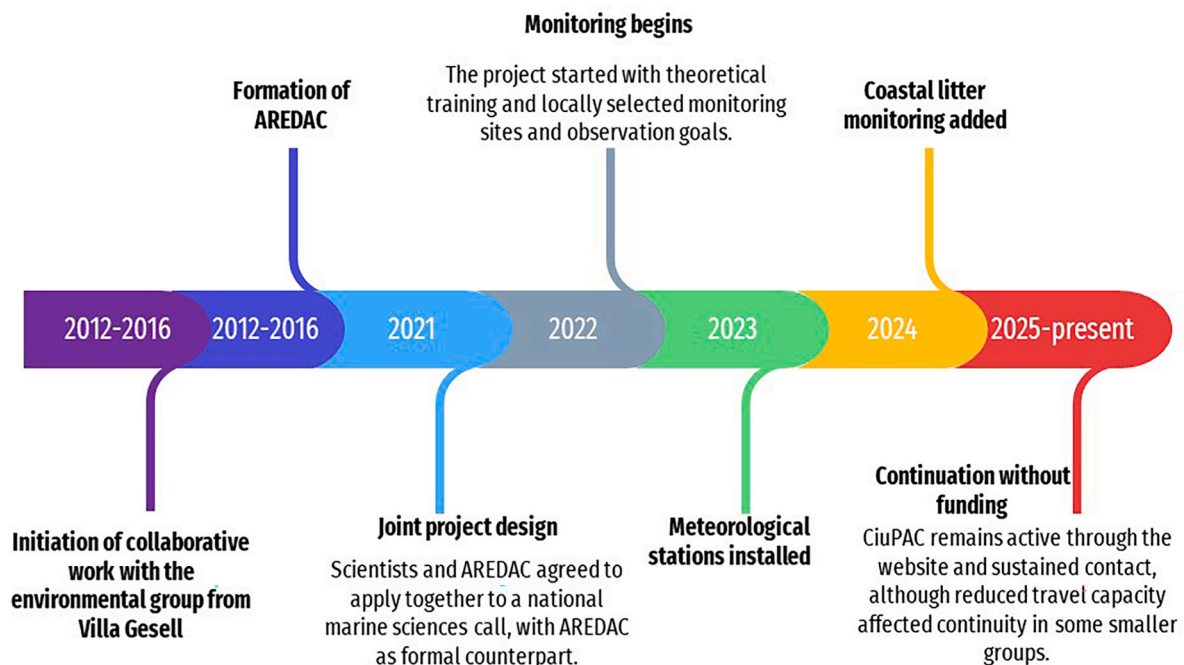 Monitoring begins
The project started with theoretical
training and locally selected monitoring
sites and observation goals.
Formation of
AREDAC
Coastal litter
monitoring added
2012-2016
2012-2016
2021
2022
2023
2024
2025-present
Initiation of collaborative
work with the
environmental group from
Villa Gesell
Joint project design
Scientists and AREDAC agreed to
apply together to a national
marine sciences call, with AREDAC
as formal counterpart.
Meteorological
stations installed
Continuation without
funding
CiuPAC remains active through the
website and sustained contact,
although reduced travel capacity
affected continuity in some smaller
groups.